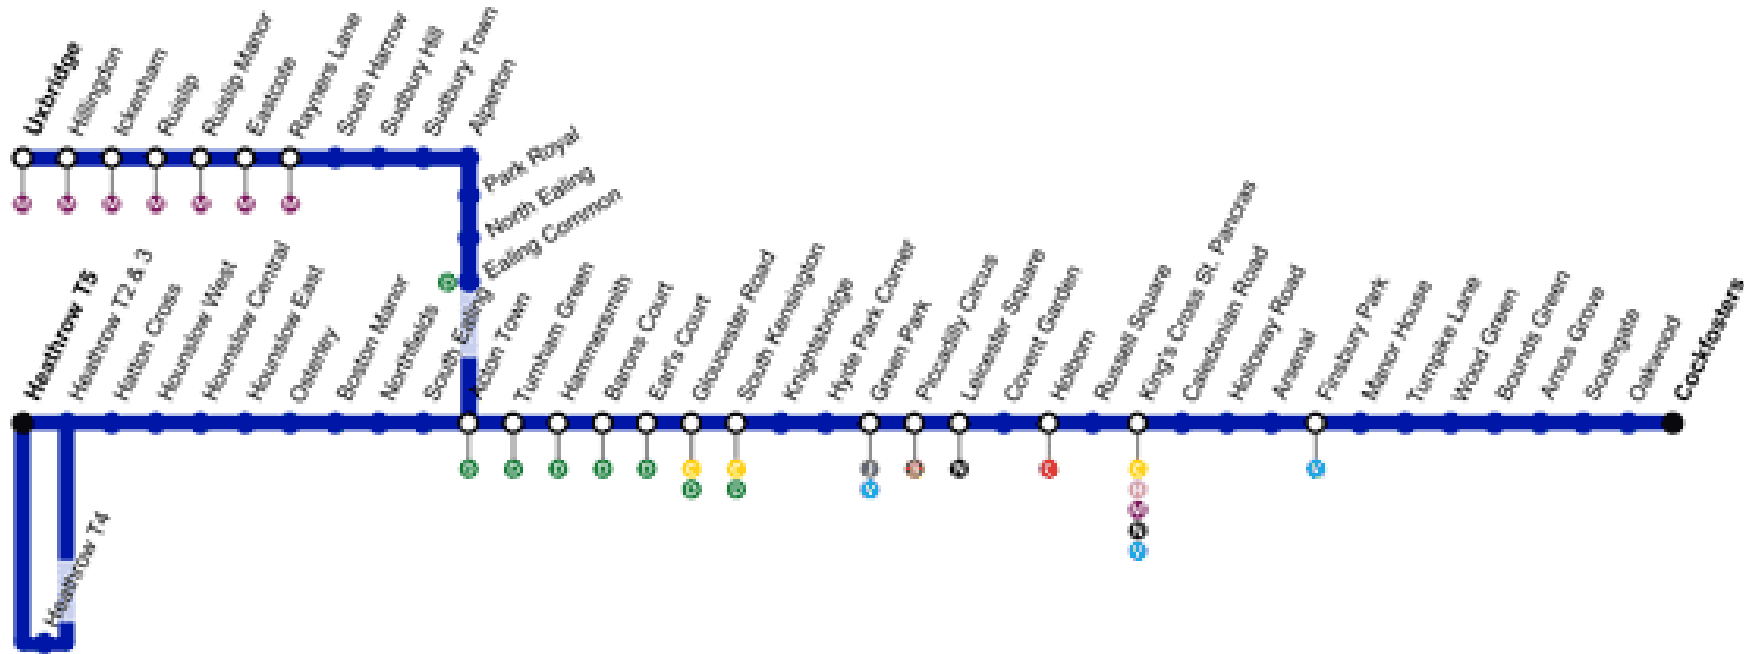 Uxbridge
Hillingdon
Ickenham
Ruislip
Ruislip Manor
Eastcote
Rayners Lane
South Harrow
Sudbury Hill
Sudbury Town
Alperton
Park Royal
North Ealing
Ealing Common
Heathrow T5
Heathrow T2 & 3
Hatton Cross
Hounslow West
Hounslow Central
Hounslow East
Osterley
Boston Manor
Northfields
South Ealing
Acton Town
Turnham Green
Hammersmith
Barons Court
Earl's Court
Gloucester Road
South Kensington
Knightsbridge
Hyde Park Corner
Green Park
Piccadilly Circus
Leicester Square
Covent Garden
Holborn
Russell Square
King's Cross St. Pancras
Caledonian Road
Holloway Road
Arsenal
Finsbury Park
Manor House
Turnpike Lane
Wood Green
Bounds Green
Arnos Grove
Southgate
Oakwood
Cockfosters
Heathrow T4